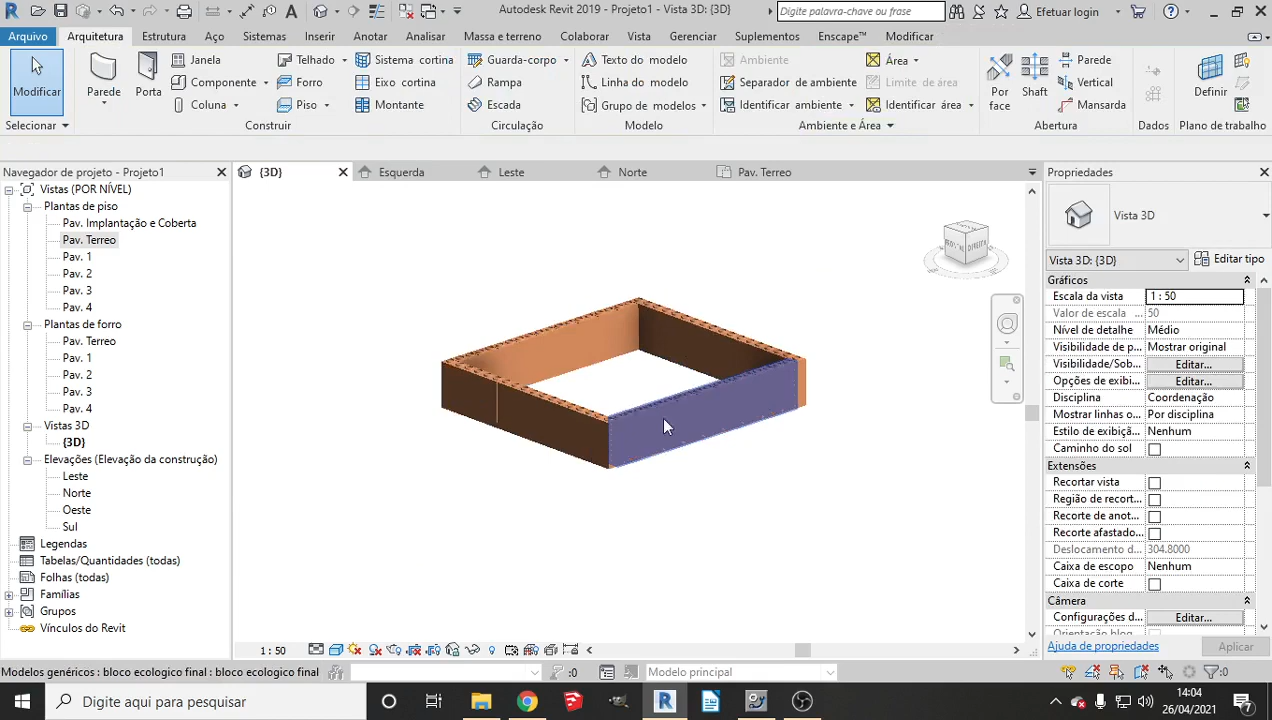 Autodesk Revit 2019 - Projeto1 - Vista 3D: {3D}
Digite palavra-chave ou frase
Efetuar login
Arquivo Arquitetura Estrutura Aço Sistemas Inserir Anotar Analisar Massa e terreno Colaborar Vista Gerenciar Suplementos Enscape™ Modificar
Modificar
Selecionar
Parede
Porta
Janela
Componente
Coluna
Telhado
Forro
Piso
Sistema cortina
Eixo cortina
Montante
Construir
Guarda-corpo
Rampa
Escada
Circulação
Texto do modelo
Linha do modelo
Grupo de modelos
Modelo
Ambiente
Separador de ambiente
Identificar ambiente
Área
Limite de área
Identificar área
Ambiente e Área
Por face
Shaft
Parede
Vertical
Mansarda
Abertura
Dados
Definir
Plano de trabalho
Navegador de projeto - Projeto1
Vistas (POR NÍVEL)
Plantas de piso
Pav. Implantação e Coberta
Pav. Terreo
Pav. 1
Pav. 2
Pav. 3
Pav. 4
Plantas de forro
Pav. Terreo
Pav. 1
Pav. 2
Pav. 3
Pav. 4
Vistas 3D
{3D}
Elevações (Elevação da construção)
Leste
Norte
Oeste
Sul
Legendas
Tabelas/Quantidades (todas)
Folhas (todas)
Famílias
Grupos
Vínculos do Revit
{3D} Esquerda Leste Norte Pav. Terreo
DIREITA
1 : 50
Propriedades
Vista 3D
Vista 3D: {3D}
Editar tipo
Gráficos
Escala da vista 1 : 50
Valor de escala ... 50
Nível de detalhe Médio
Visibilidade de p... Mostrar original
Visibilidade/Sob... Editar...
Opções de exibi... Editar...
Disciplina Coordenação
Mostrar linhas o... Por disciplina
Estilo de exibiçã... Nenhum
Caminho do sol
Extensões
Recortar vista
Região de recort...
Recorte de anot...
Recorte afastado...
Deslocamento d... 304.8000
Caixa de escopo Nenhum
Caixa de corte
Câmera
Configurações d... Editar...
Ajuda de propriedades
Aplicar
Modelos genéricos : bloco ecologico final : bloco ecologico final
:0
Modelo principal
:0
Digite aqui para pesquisar
14:04
26/04/2021
7